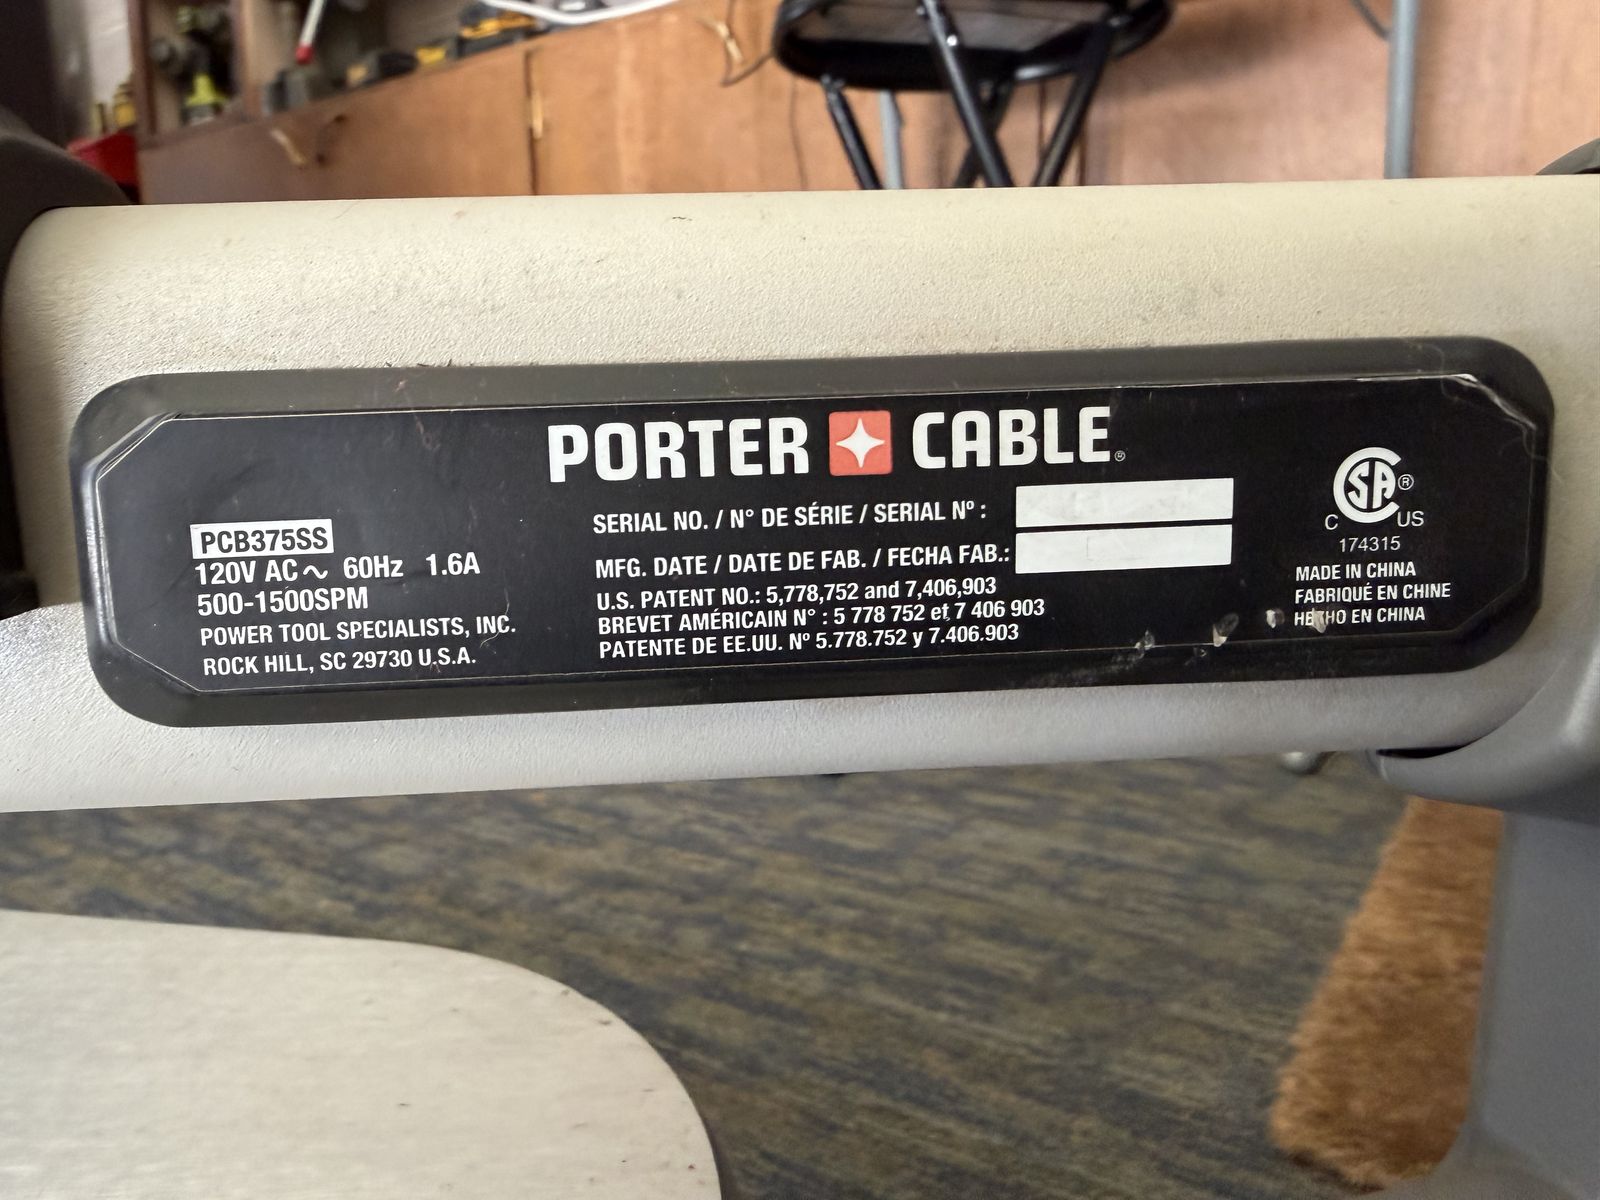 PORTER CABLE®
PCB375SS
120V AC ~ 60Hz 1.6A
500-1500SPM
POWER TOOL SPECIALISTS, INC.
ROCK HILL, SC 29730 U.S.A.
SERIAL NO. / N° DE SÉRIE / SERIAL Nº :
MFG. DATE / DATE DE FAB. / FECHA FAB.:
U.S. PATENT NO.: 5,778,752 and 7,406,903
BREVET AMÉRICAIN N° : 5 778 752 et 7 406 903
PATENTE DE EE.UU. Nº 5.778.752 y 7.406.903
CSA®
C US
174315
MADE IN CHINA
FABRIQUÉ EN CHINE
HECHO EN CHINA